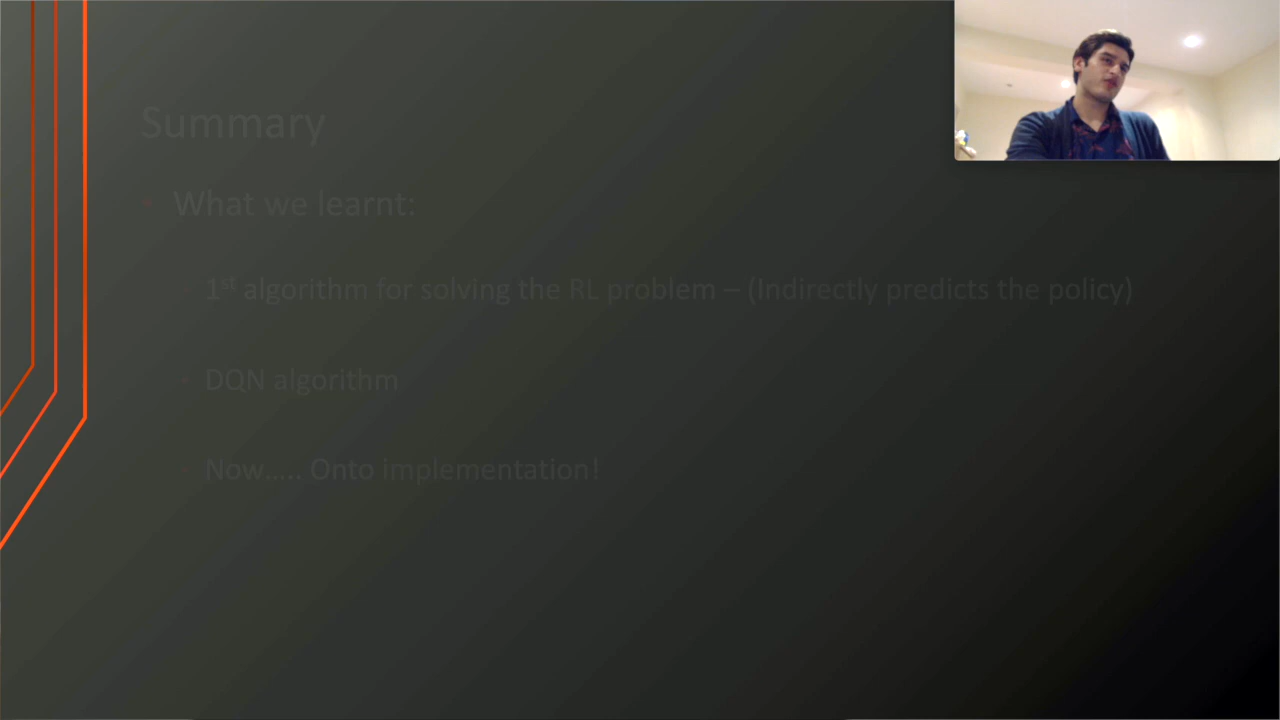 Summary
What we learnt:
1st algorithm for solving the RL problem – (Indirectly predicts the policy)
DQN algorithm
Now….. Onto implementation!